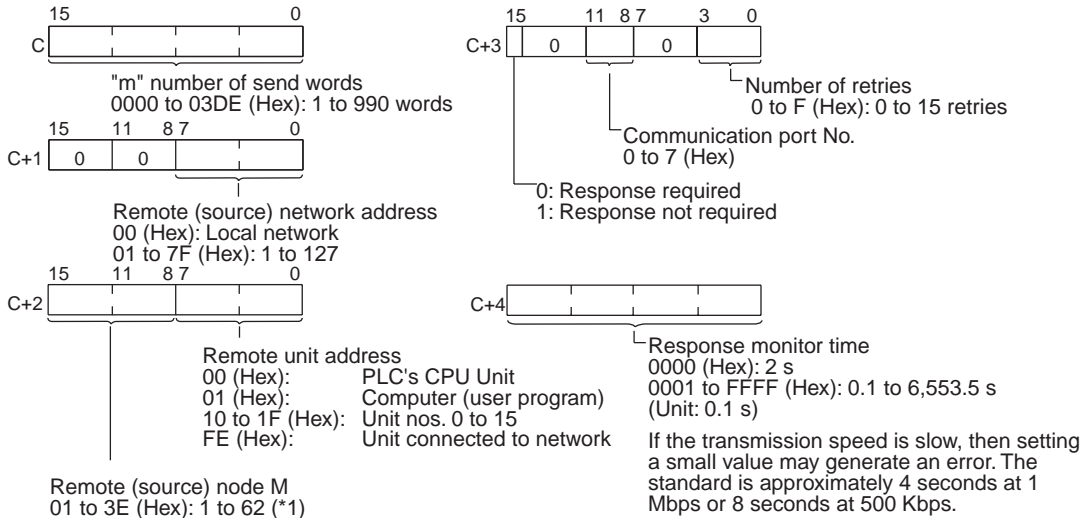 15 0
C
"m" number of send words
0000 to 03DE (Hex): 1 to 990 words
15 11 8 7 0
C+1 0 0
Remote (source) network address
00 (Hex): Local network
01 to 7F (Hex): 1 to 127
15 11 8 7 0
C+2
Remote unit address
00 (Hex): PLC's CPU Unit
01 (Hex): Computer (user program)
10 to 1F (Hex): Unit nos. 0 to 15
FE (Hex): Unit connected to network
Remote (source) node M
01 to 3E (Hex): 1 to 62 (*1)
15 11 8 7 3 0
C+3 0 0
Number of retries
0 to F (Hex): 0 to 15 retries
Communication port No.
0 to 7 (Hex)
0: Response required
1: Response not required
C+4
Response monitor time
0000 (Hex): 2 s
0001 to FFFF (Hex): 0.1 to 6,553.5 s
(Unit: 0.1 s)
If the transmission speed is slow, then setting
a small value may generate an error. The
standard is approximately 4 seconds at 1
Mbps or 8 seconds at 500 Kbps.